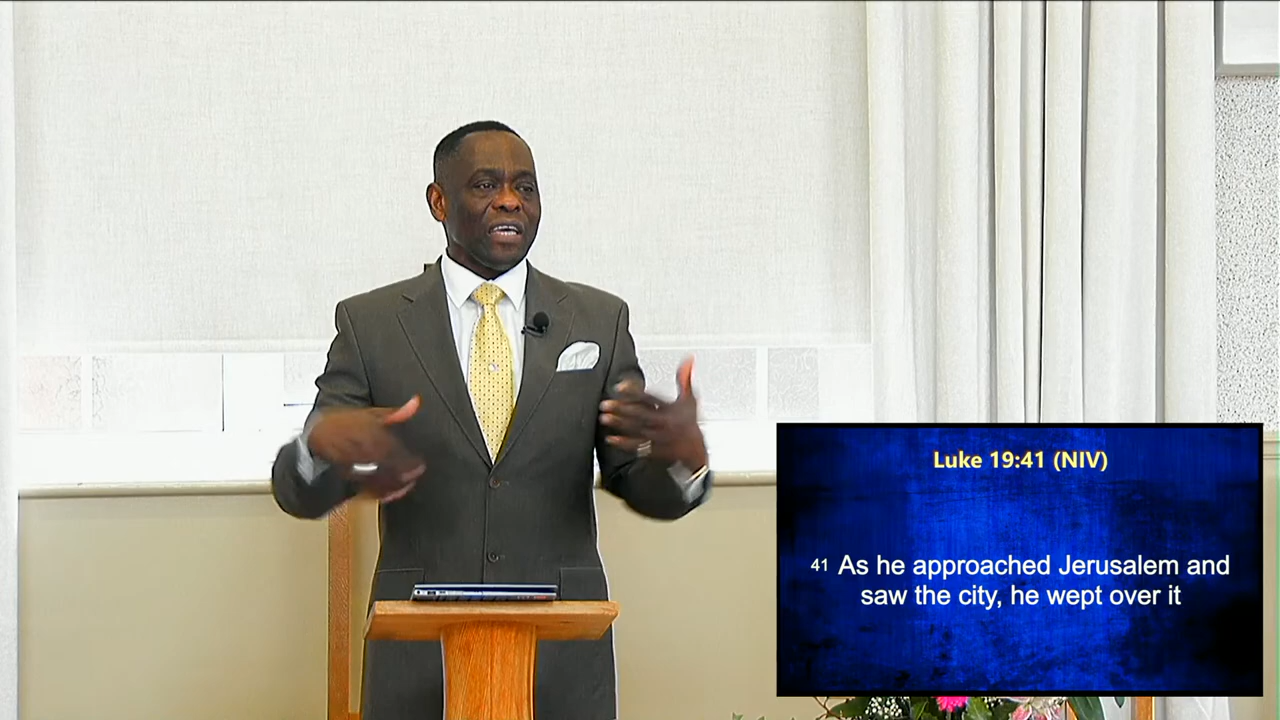 Luke 19:41 (NIV)
41 As he approached Jerusalem and
saw the city, he wept over it